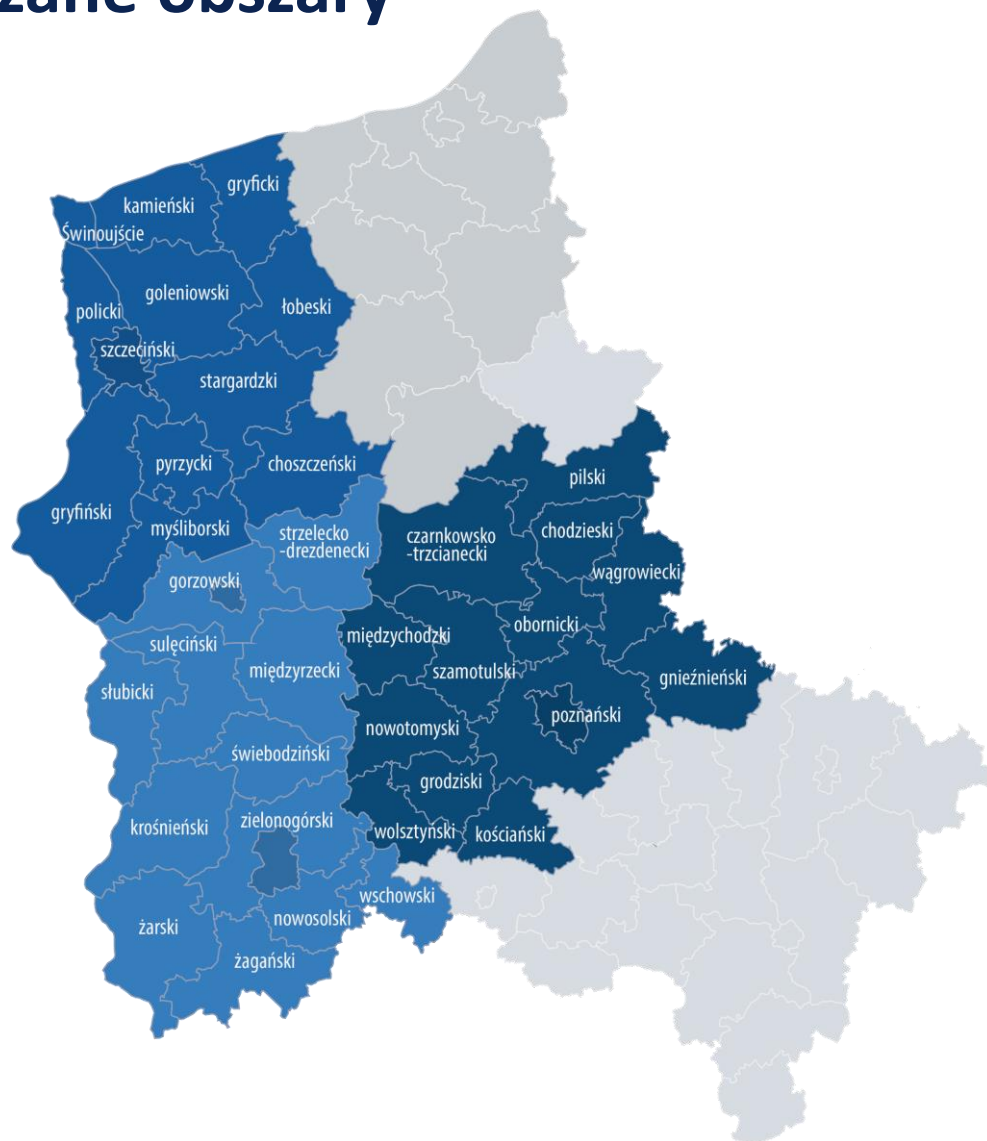 zane obszary
gryficki
kamieński
Świnoujście
goleniowski
łobeski
policki
szczeciński
stargardzki
pyrzycki
choszczeński
pilski
gryfiński
myśliborski
strzelecko
-drezdenecki
czarnkowsko
-trzcianecki
chodzieski
wągrowiecki
gorzowski
obornicki
międzychodzki
sulęciński
międzyrzecki
szamotulski
gnieźnieński
słubicki
nowotomyski
poznański
świebodziński
grodziski
krośnieński
zielonogórski
wolsztyński
kościański
wschowski
żarski
nowosolski
żagański